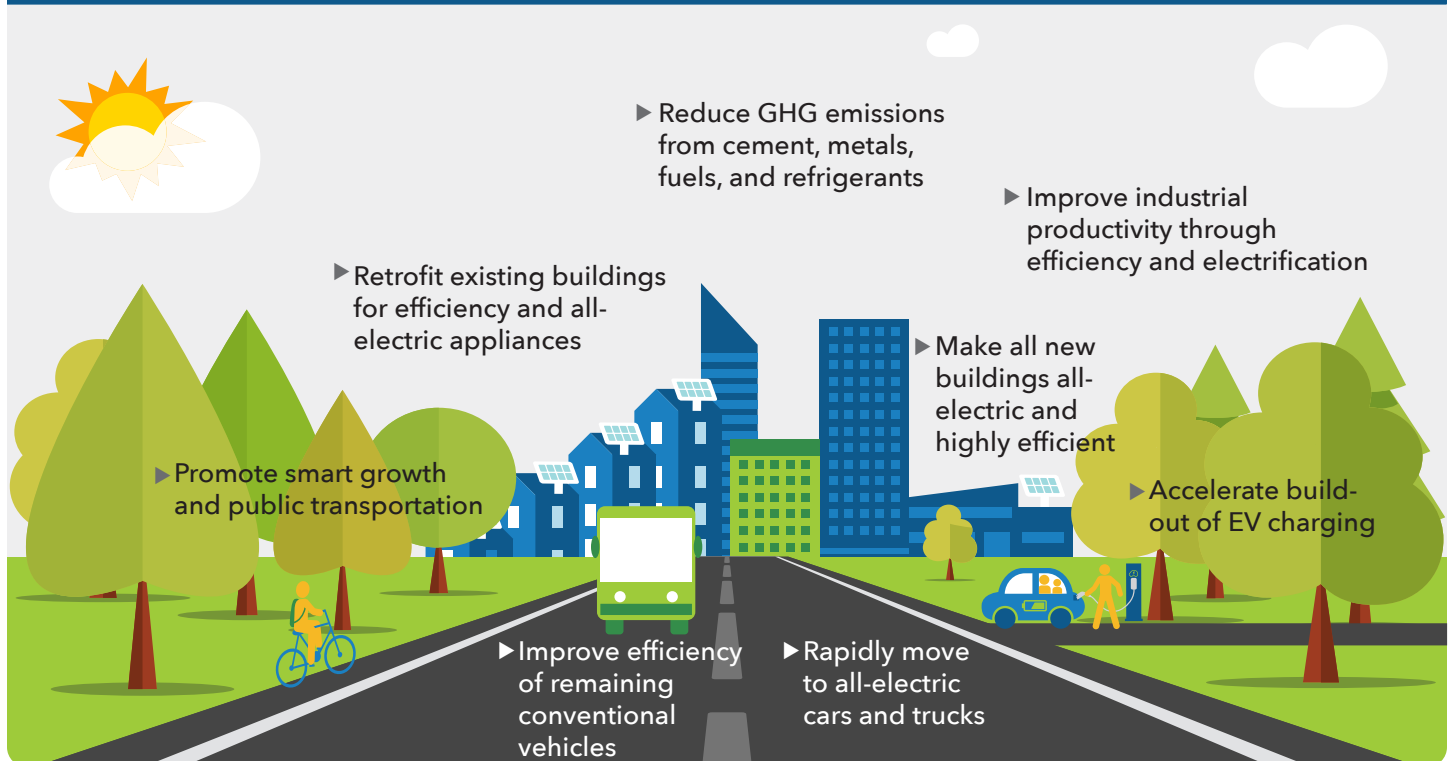 Reduce GHG emissions
from cement, metals,
fuels, and refrigerants
Improve industrial
productivity through
efficiency and electrification
Retrofit existing buildings
for efficiency and all-
electric appliances
Make all new
buildings all-
electric and
highly efficient
Promote smart growth
and public transportation
Accelerate build-
out of EV charging
Improve efficiency
of remaining
conventional
vehicles
Rapidly move
to all-electric
cars and trucks